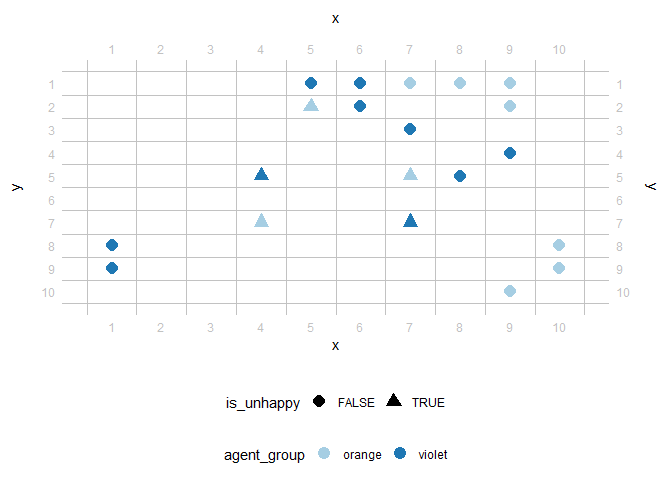 x
1 2 3 4 5 6 7 8 9 10
1 1
2 2
3 3
4 4
5 5
y y
6 6
7 7
8 8
9 9
10 10
1 2 3 4 5 6 7 8 9 10
x
is_unhappy FALSE TRUE
agent_group orange violet